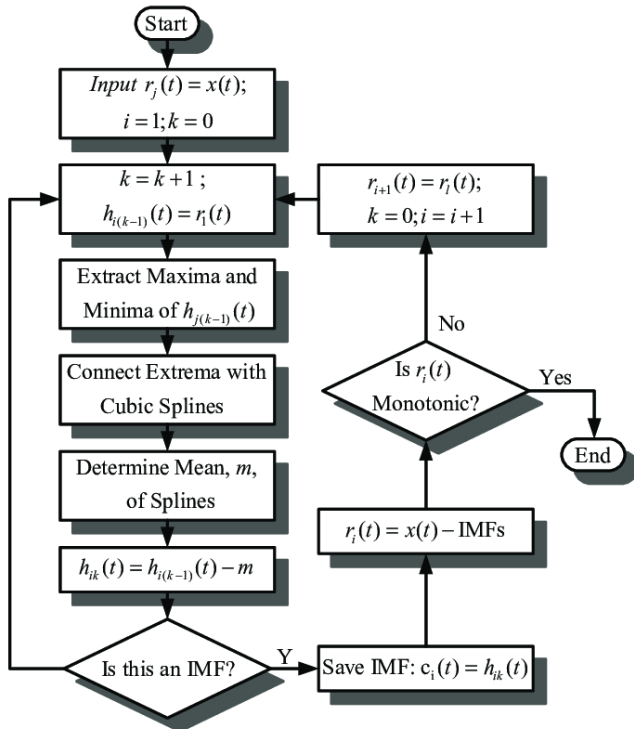 Start
Input r_j(t) = x(t);
i = 1; k = 0
k = k + 1 ;
h_{i(k−1)}(t) = r_1(t)
Extract Maxima and
Minima of h_{j(k−1)}(t)
Connect Extrema with
Cubic Splines
Determine Mean, m,
of Splines
h_{ik}(t) = h_{i(k−1)}(t) − m
Is this an IMF?
Y
Save IMF: c_i(t) = h_{ik}(t)
r_i(t) = x(t) − IMFs
Is r_i(t)
Monotonic?
Yes
End
No
r_{i+1}(t) = r_l(t);
k = 0; i = i + 1